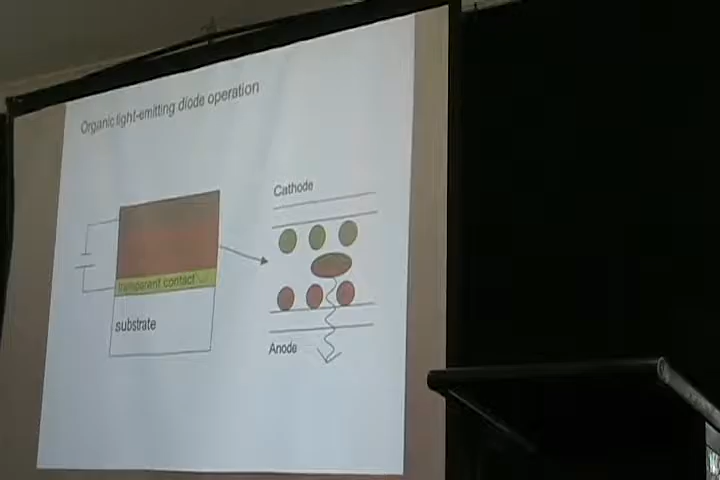 Organic light-emitting diode operation
Cathode
transparent contact
substrate
Anode